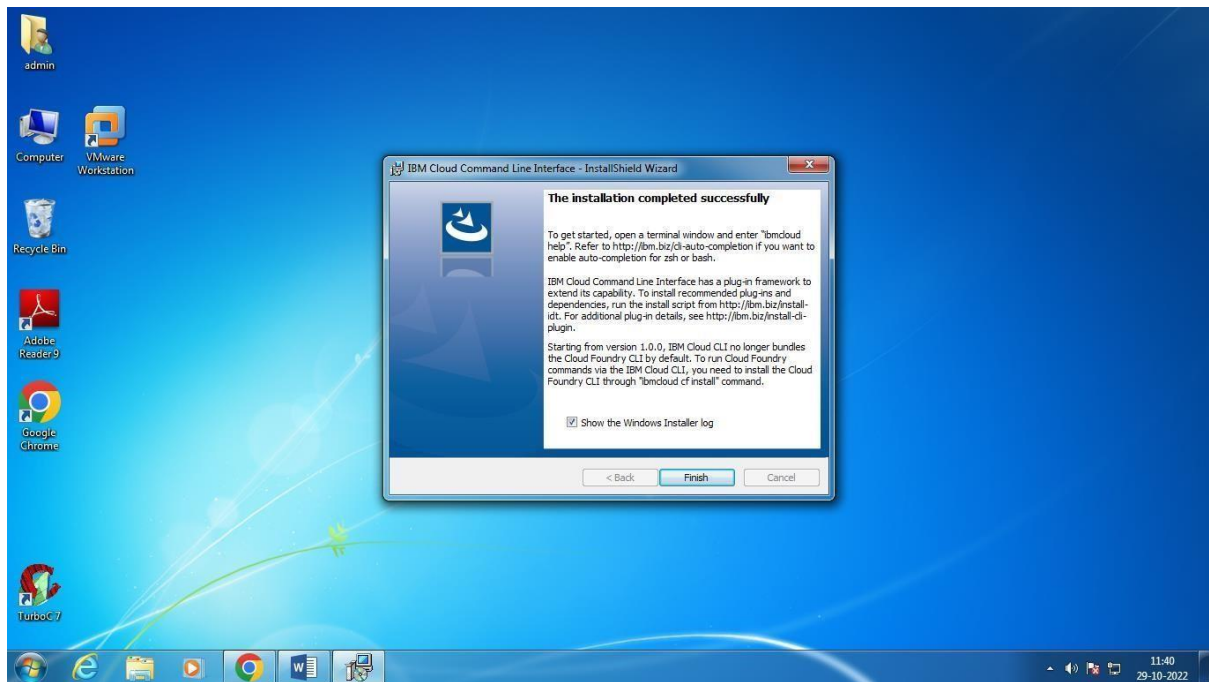 admin
Computer
VMware
Workstation
Recycle Bin
Adobe
Reader 9
Google
Chrome
TurboC 7
IBM Cloud Command Line Interface - InstallShield Wizard
The installation completed successfully
To get started, open a terminal window and enter "ibmcloud
help". Refer to http://ibm.biz/cli-auto-completion if you want to
enable auto-completion for zsh or bash.
IBM Cloud Command Line Interface has a plug-in framework to
extend its capability. To install recommended plug-ins and
dependencies, run the install script from http://ibm.biz/install-
idt. For additional plug-in details, see http://ibm.biz/install-cli-
plugin.
Starting from version 1.0.0, IBM Cloud CLI no longer bundles
the Cloud Foundry CLI by default. To run Cloud Foundry
commands via the IBM Cloud CLI, you need to install the Cloud
Foundry CLI through "ibmcloud cf install" command.
Show the Windows Installer log
< Back Finish Cancel
11:40
29-10-2022